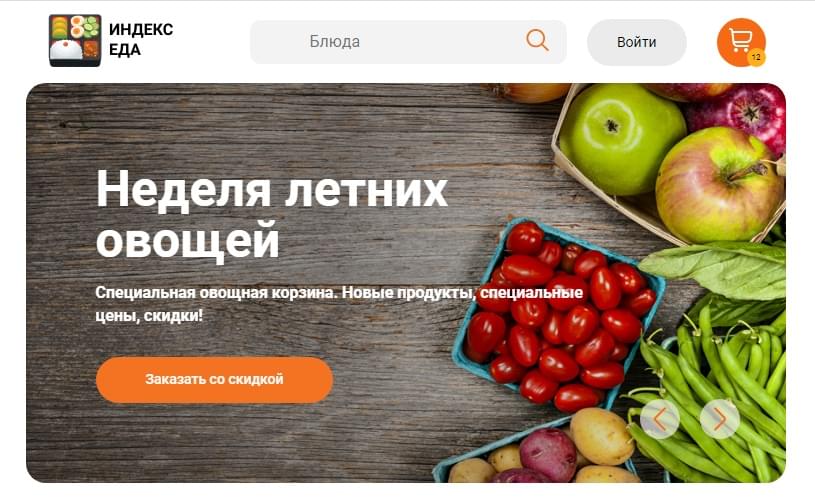 ИНДЕКС
ЕДА
Блюда
Войти
12
Неделя летних
овощей
Специальная овощная корзина. Новые продукты, специальные
цены, скидки!
Заказать со скидкой